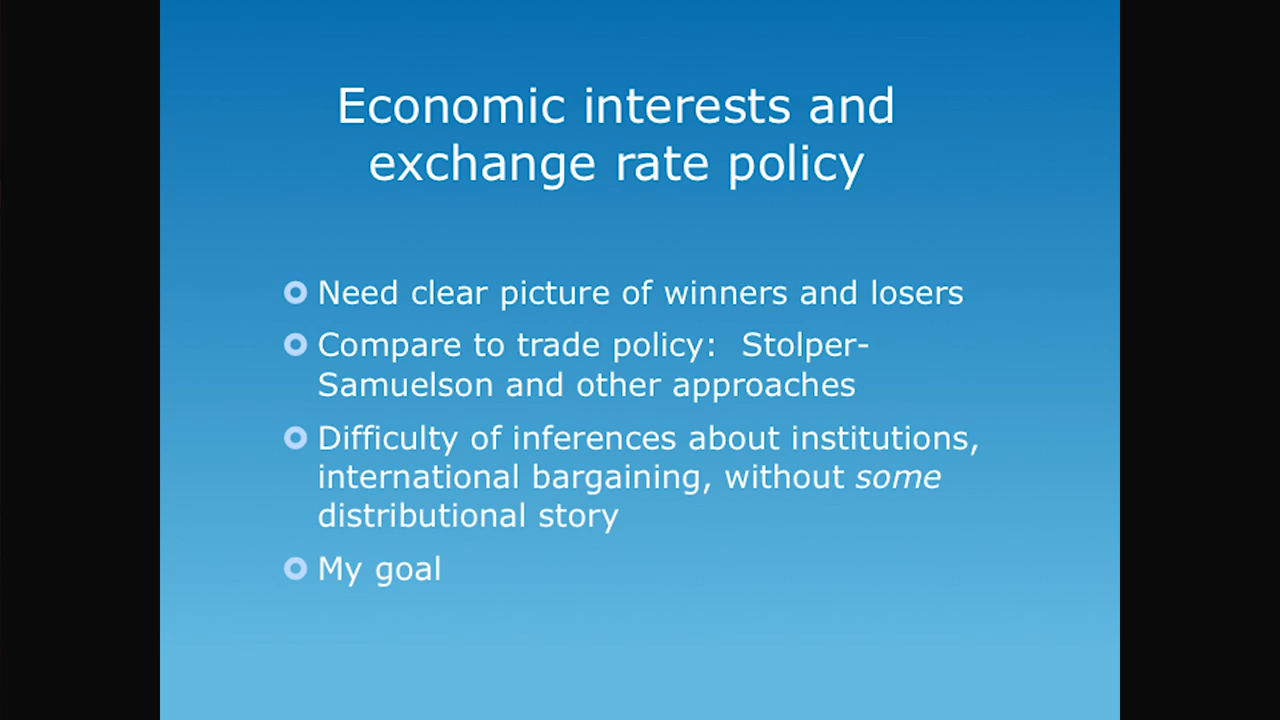 Economic interests and
exchange rate policy
Need clear picture of winners and losers
Compare to trade policy:  Stolper-
Samuelson and other approaches
Difficulty of inferences about institutions,
international bargaining, without some
distributional story
My goal